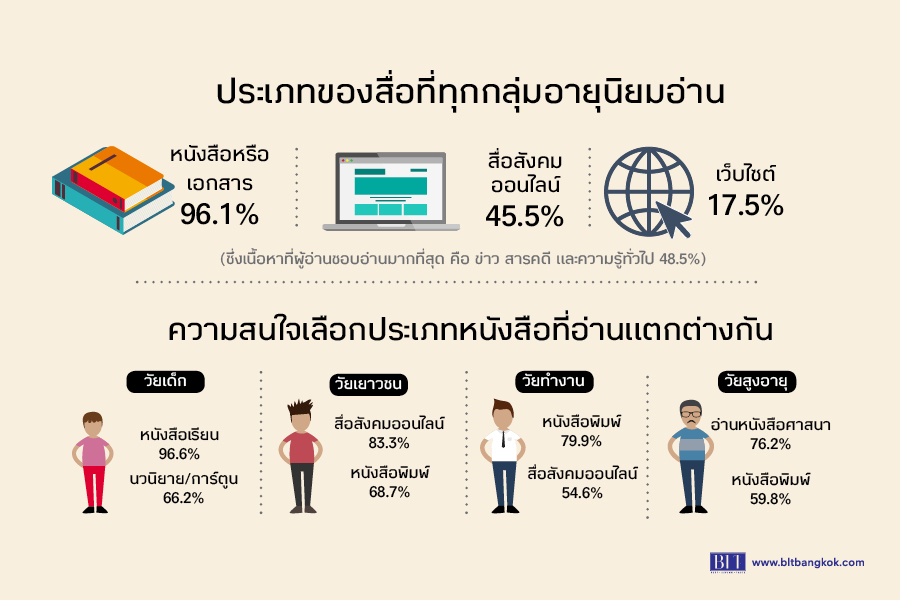 ประเภทของสื่อที่ทุกกลุ่มอายุนิยมอ่าน
หนังสือหรือ
เอกสาร
96.1%
สื่อสังคม
ออนไลน์
45.5%
เว็บไซต์
17.5%
(ซึ่งเนื้อหาที่ผู้อ่านชอบอ่านมากที่สุด คือ ข่าว สารคดี และความรู้ทั่วไป 48.5%)
ความสนใจเลือกประเภทหนังสือที่อ่านแตกต่างกัน
วัยเด็ก
หนังสือเรียน
96.6%
นวนิยาย/การ์ตูน
66.2%
วัยเยาวชน
สื่อสังคมออนไลน์
83.3%
หนังสือพิมพ์
68.7%
วัยทำงาน
หนังสือพิมพ์
79.9%
สื่อสังคมออนไลน์
54.6%
วัยสูงอายุ
อ่านหนังสือศาสนา
76.2%
หนังสือพิมพ์
59.8%
BLT www.bltbangkok.com